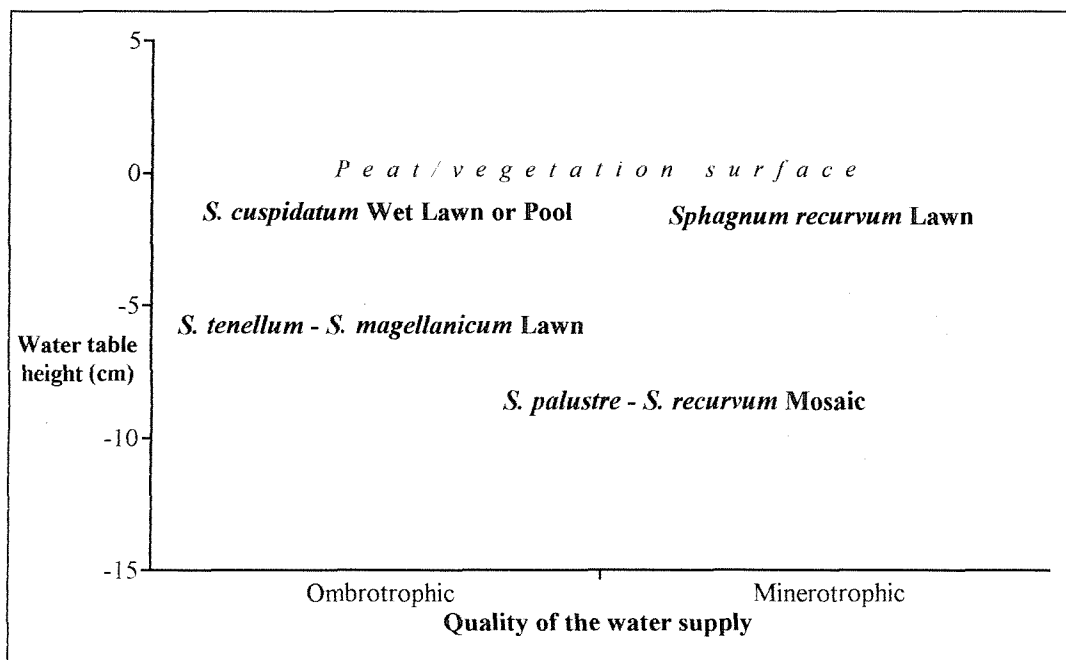 5
0
Peat/vegetation surface
S. cuspidatum Wet Lawn or Pool
Sphagnum recurvum Lawn
-5
S. tenellum - S. magellanicum Lawn
Water table
height (cm)
S. palustre - S. recurvum Mosaic
-10
-15
Ombrotrophic
Minerotrophic
Quality of the water supply